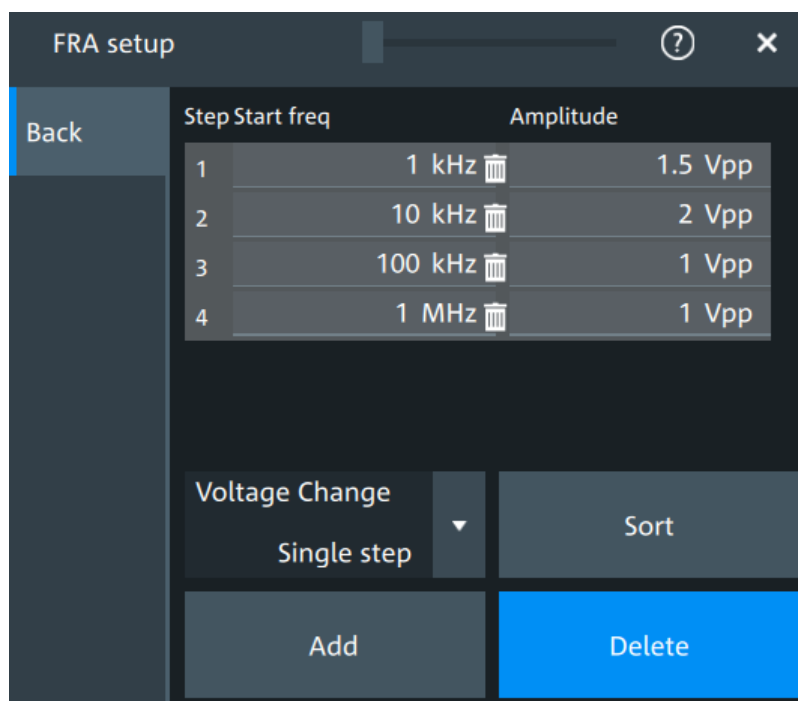 FRA setup ? ×
Back
Step Start freq Amplitude
1 1 kHz 1.5 Vpp
2 10 kHz 2 Vpp
3 100 kHz 1 Vpp
4 1 MHz 1 Vpp
Voltage Change
Single step
Sort
Add
Delete